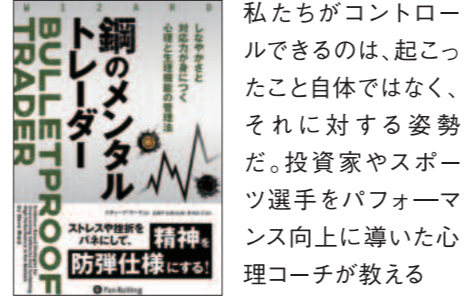 WIZARD
しなやかさと
対応力が身につく
心理と生理機能の管理法
鋼のメンタル
トレーダー
BULLETPROOF
TRADER
ストレスや挫折を
バネにして、
精神を
防弾仕様にする!
Pan Rolling
私たちがコントロー
ルできるのは、起こっ
たこと自体ではなく、
それに対する姿勢
だ。投資家やスポー
ツ選手をパフォーマ
ンス向上に導いた心
理コーチが教える